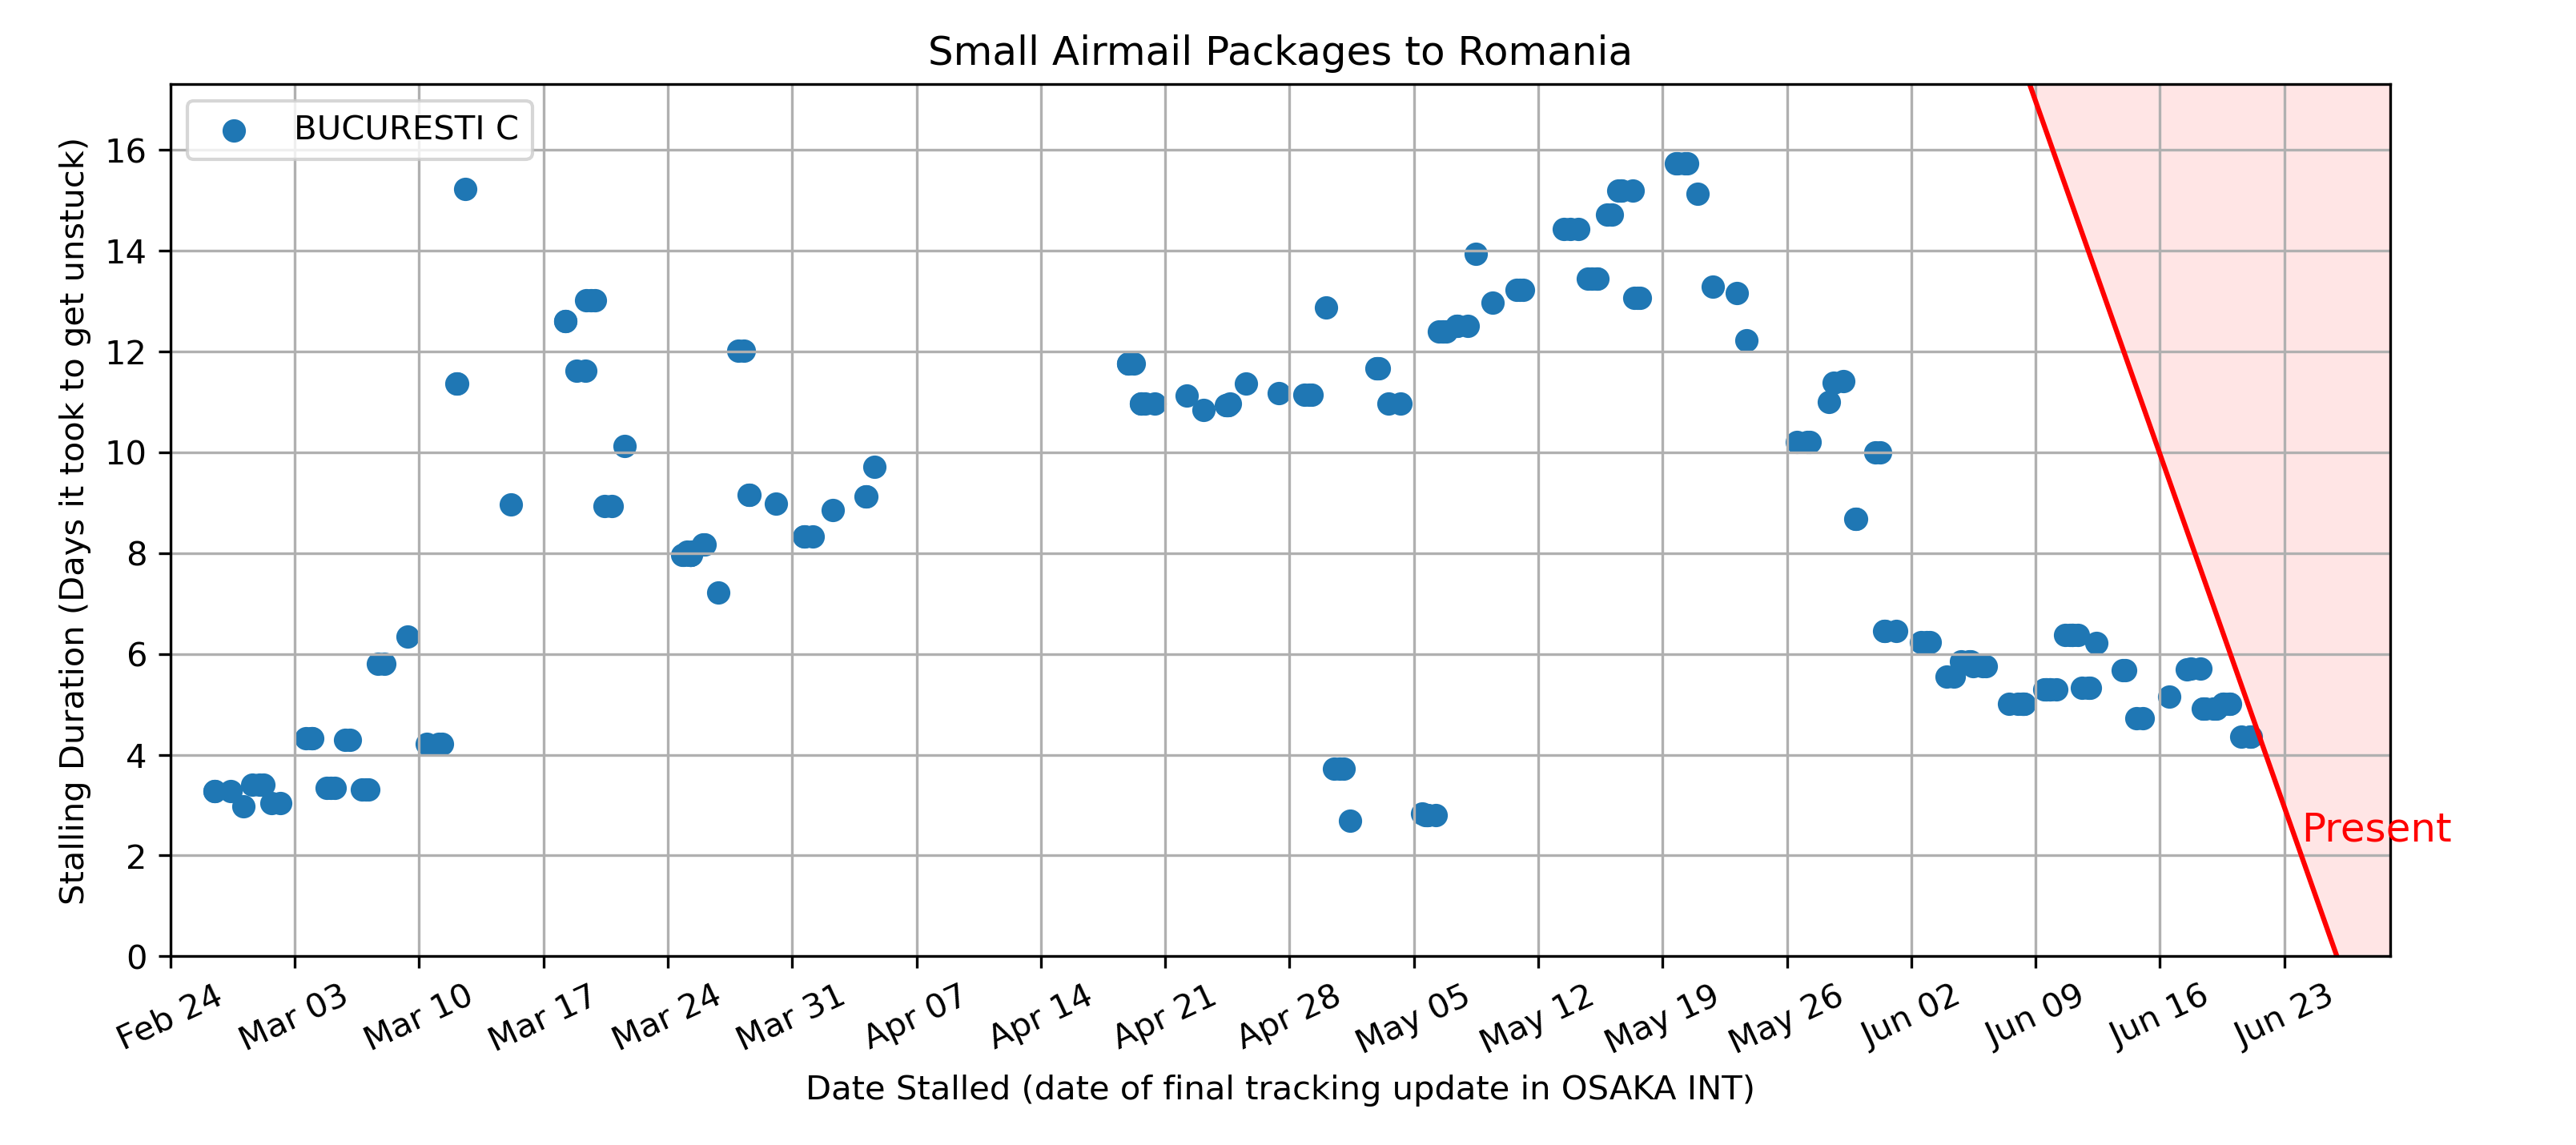 Small Airmail Packages to Romania
BUCURESTI C
Stalling Duration (Days it took to get unstuck)
16
14
12
10
8
6
4
2
0
Present
Feb 24
Mar 03
Mar 10
Mar 17
Mar 24
Mar 31
Apr 07
Apr 14
Apr 21
Apr 28
May 05
May 12
May 19
May 26
Jun 02
Jun 09
Jun 16
Jun 23
Date Stalled (date of final tracking update in OSAKA INT)